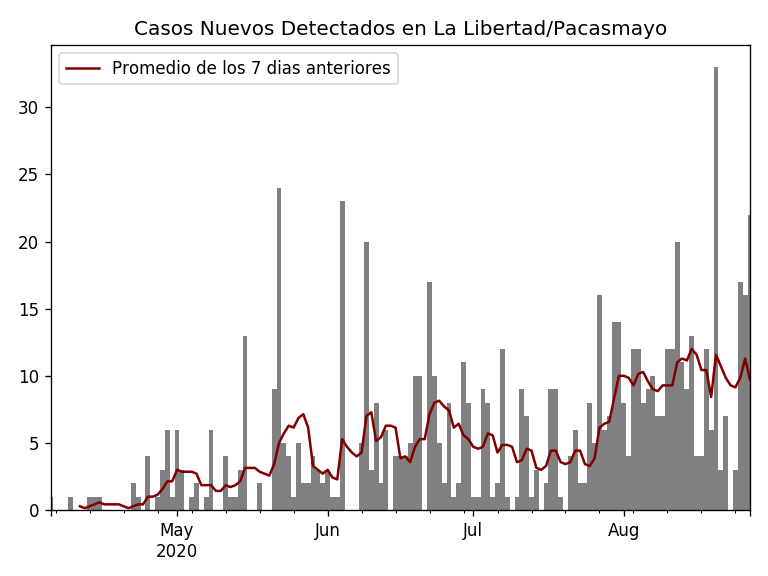 Casos Nuevos Detectados en La Libertad/Pacasmayo
Promedio de los 7 dias anteriores
30
25
20
15
10
5
0
May
2020
Jun
Jul
Aug